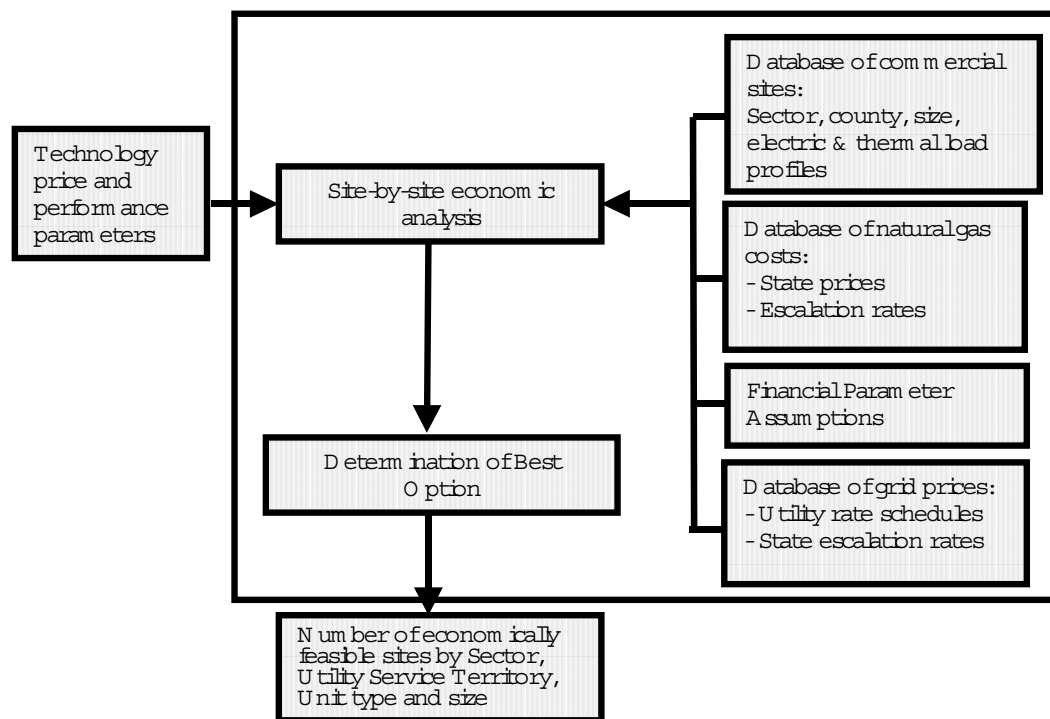 Technology
price and
performance
parameters
Site-by-site economic
analysis
Determination of Best
Option
Number of economically
feasible sites by Sector,
Utility Service Territory,
Unit type and size
Database of commercial
sites:
Sector, county, size,
electric & thermal load
profiles
Database of natural gas
costs:
- State prices
- Escalation rates
Financial Parameter
Assumptions
Database of grid prices:
- Utility rate schedules
- State escalation rates